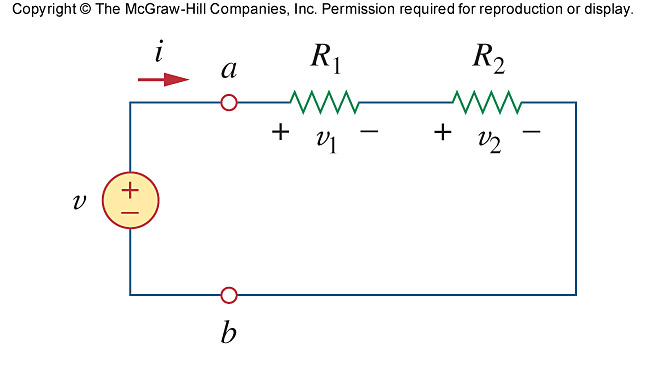 Copyright © The McGraw-Hill Companies, Inc. Permission required for reproduction or display.
i
a
R₁
R₂
+ v₁ − + v₂ −
v
+
−
b